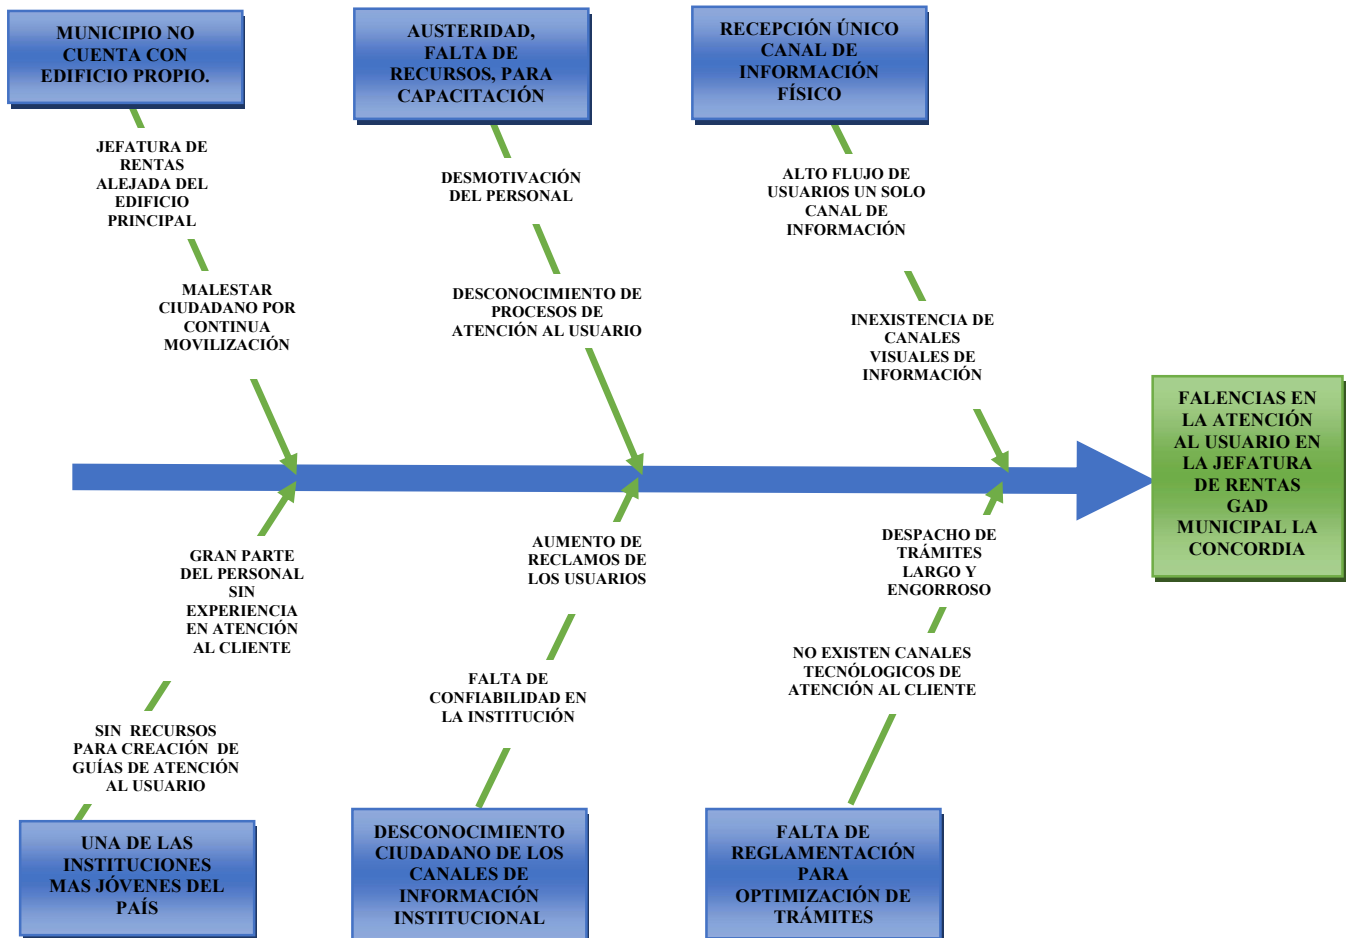 MUNICIPIO NO
CUENTA CON
EDIFICIO PROPIO.
AUSTERIDAD,
FALTA DE
RECURSOS, PARA
CAPACITACIÓN
RECEPCIÓN ÚNICO
CANAL DE
INFORMACIÓN
FÍSICO
JEFATURA DE
RENTAS
ALEJADA DEL
EDIFICIO
PRINCIPAL
DESMOTIVACIÓN
DEL PERSONAL
ALTO FLUJO DE
USUARIOS UN SOLO
CANAL DE
INFORMACIÓN
MALESTAR
CIUDADANO POR
CONTINUA
MOVILIZACIÓN
DESCONOCIMIENTO DE
PROCESOS DE
ATENCIÓN AL USUARIO
INEXISTENCIA DE
CANALES
VISUALES DE
INFORMACIÓN
FALENCIAS EN
LA ATENCIÓN
AL USUARIO EN
LA JEFATURA
DE RENTAS
GAD
MUNICIPAL LA
CONCORDIA
GRAN PARTE
DEL PERSONAL
SIN
EXPERIENCIA
EN ATENCIÓN
AL CLIENTE
AUMENTO DE
RECLAMOS DE
LOS USUARIOS
DESPACHO DE
TRÁMITES
LARGO Y
ENGORROSO
SIN RECURSOS
PARA CREACIÓN DE
GUÍAS DE ATENCIÓN
AL USUARIO
FALTA DE
CONFIABILIDAD EN
LA INSTITUCIÓN
NO EXISTEN CANALES
TECNÓLOGICOS DE
ATENCIÓN AL CLIENTE
UNA DE LAS
INSTITUCIONES
MAS JÓVENES DEL
PAÍS
DESCONOCIMIENTO
CIUDADANO DE LOS
CANALES DE
INFORMACIÓN
INSTITUCIONAL
FALTA DE
REGLAMENTACIÓN
PARA
OPTIMIZACIÓN DE
TRÁMITES